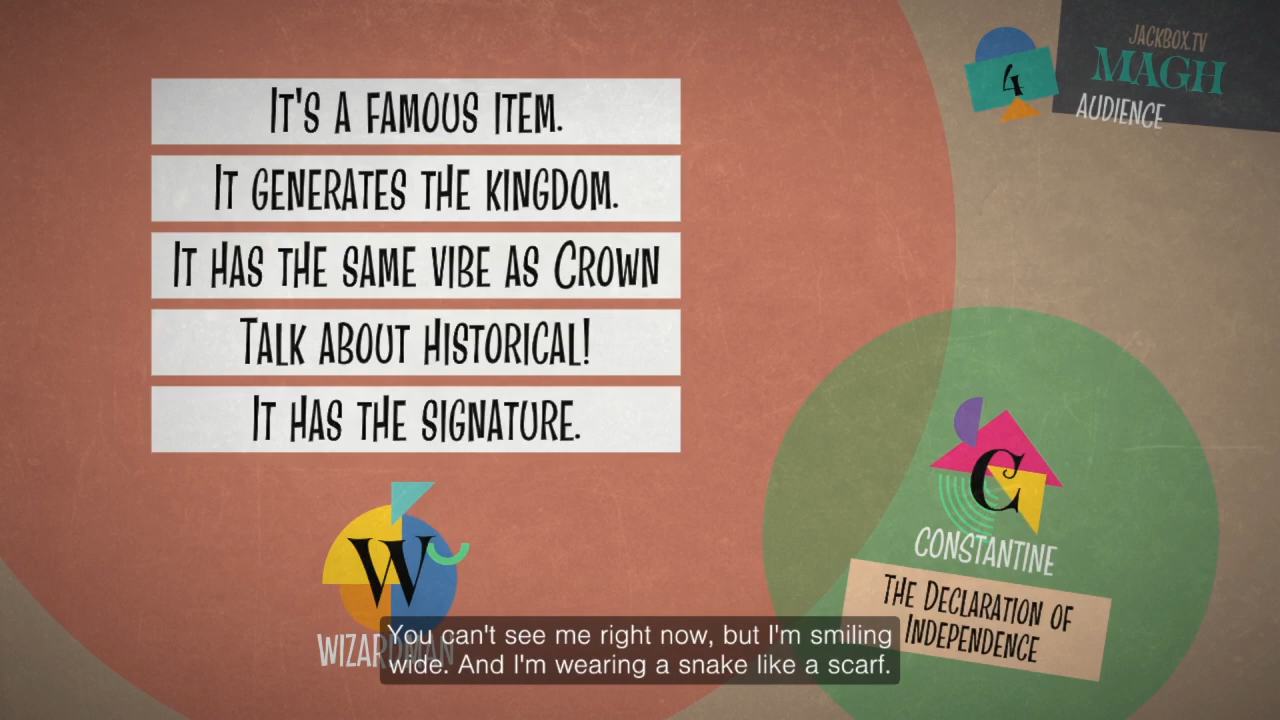 It's a famous item.
It generates the kingdom.
It has the same vibe as Crown
Talk about historical!
It has the signature.
4
JACKBOX.TV
MAGH
AUDIENCE
W
WIZARDMAN
C
CONSTANTINE
The Declaration of
Independence
You can't see me right now, but I'm smiling
wide. And I'm wearing a snake like a scarf.